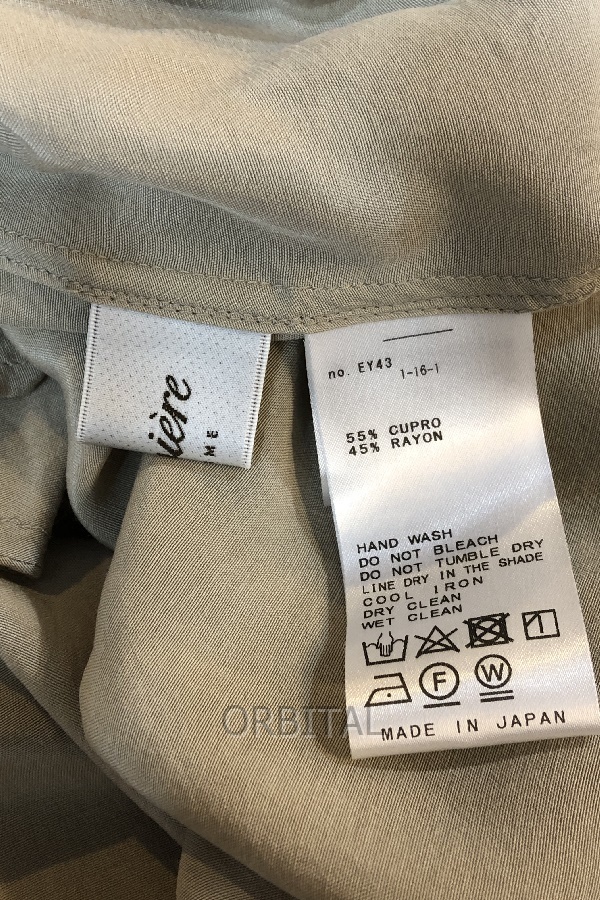 ière
ME
no. EY43
1-16-1
55% CUPRO
45% RAYON
HAND WASH
DO NOT BLEACH
DO NOT TUMBLE DRY
LINE DRY IN THE SHADE
COOL IRON
DRY CLEAN
WET CLEAN
F
W
MADE IN JAPAN
ORBITAL